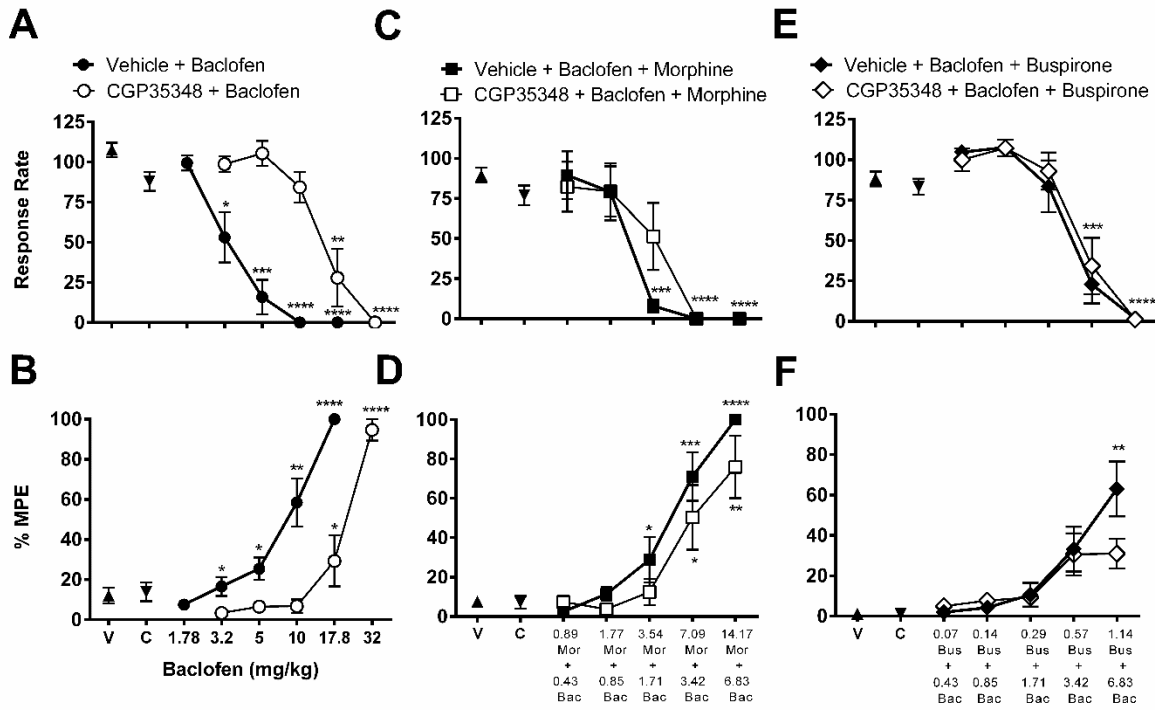 A
Vehicle + Baclofen
CGP35348 + Baclofen
125
100
75
50
25
0
Response Rate
*
***
****
****
**
****
C
Vehicle + Baclofen + Morphine
CGP35348 + Baclofen + Morphine
125
100
75
50
25
0
***
****
****
E
Vehicle + Baclofen + Buspirone
CGP35348 + Baclofen + Buspirone
125
100
75
50
25
0
***
****
B
100
80
60
40
20
0
% MPE
*
*
**
****
*
****
V C 1.78 3.2 5 10 17.8 32
Baclofen (mg/kg)
D
100
80
60
40
20
0
*
***
****
*
**
V C 0.89 1.77 3.54 7.09 14.17
Mor Mor Mor Mor Mor
+ + + + +
0.43 0.85 1.71 3.42 6.83
Bac Bac Bac Bac Bac
F
100
80
60
40
20
0
**
V C 0.07 0.14 0.29 0.57 1.14
Bus Bus Bus Bus Bus
+ + + + +
0.43 0.85 1.71 3.42 6.83
Bac Bac Bac Bac Bac